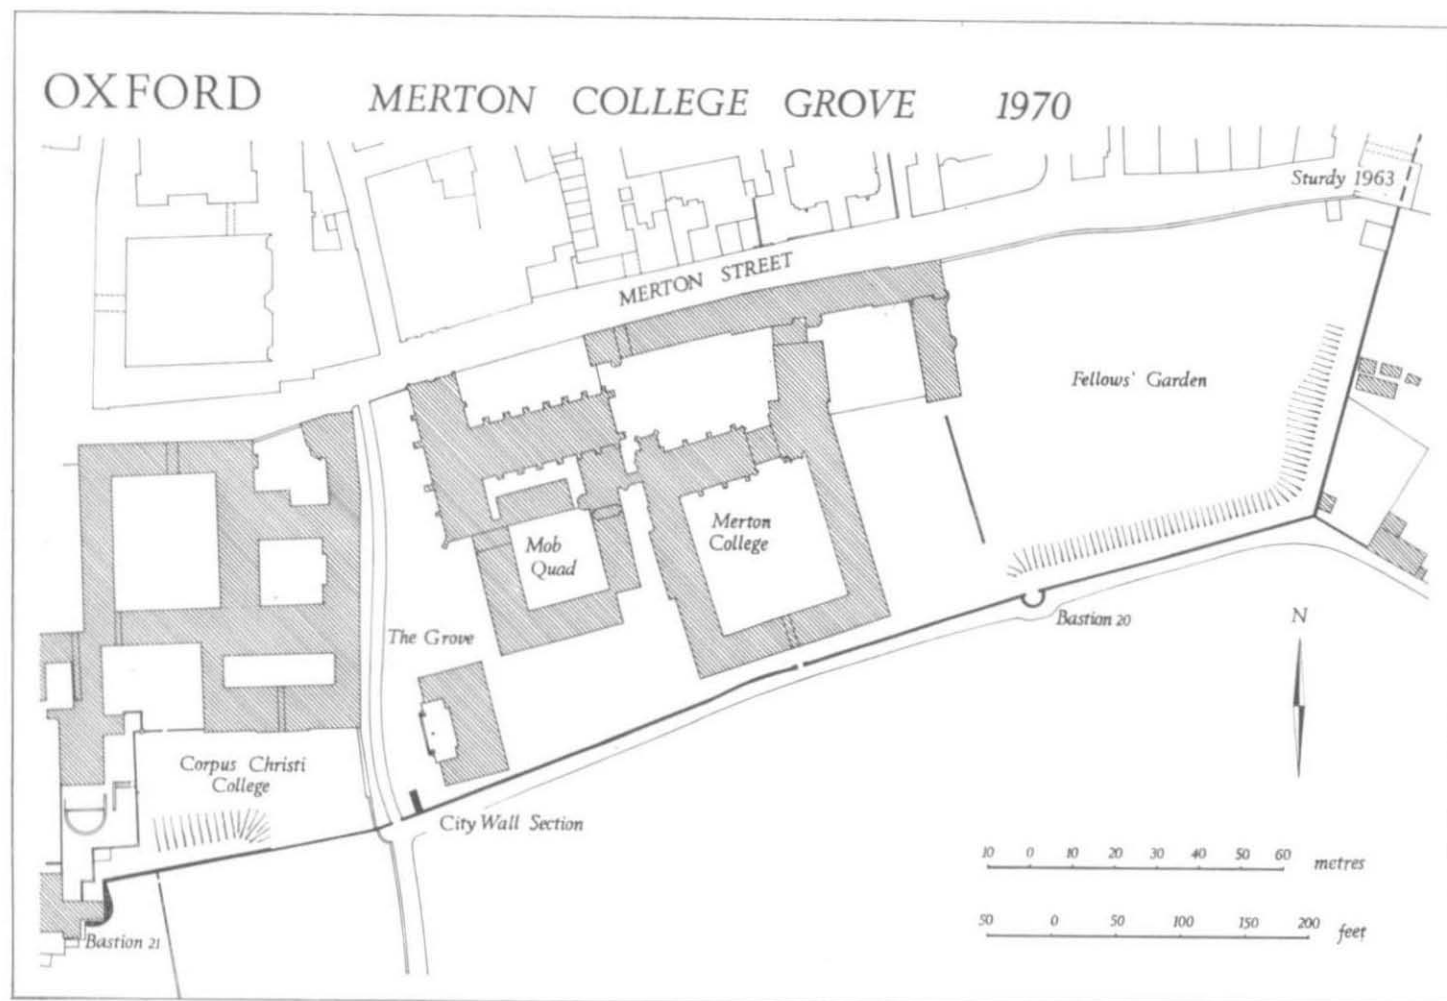 OXFORD MERTON COLLEGE GROVE 1970
Sturdy 1963
MERTON STREET
Fellows' Garden
Merton
College
Mob
Quad
The Grove
Bastion 20
N
Corpus Christi
College
City Wall Section
Bastion 21
10 0 10 20 30 40 50 60 metres
50 0 50 100 150 200 feet